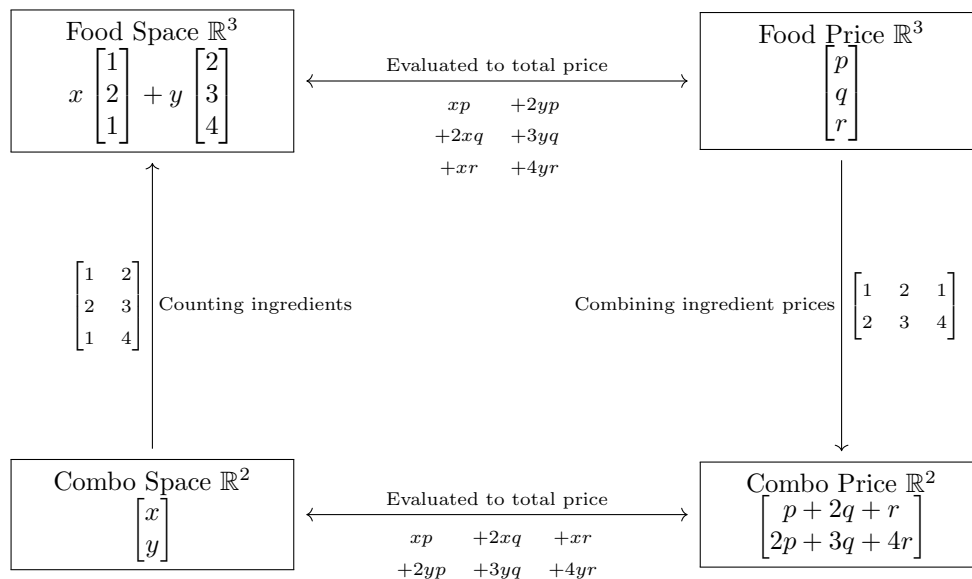 Food Space ℝ³
x [1 2 1] + y [2 3 4]
Evaluated to total price
xp +2yp
+2xq +3yq
+xr +4yr
Food Price ℝ³
[p q r]
[1 2
2 3
1 4]
Counting ingredients
Combining ingredient prices
[1 2 1
2 3 4]
Combo Space ℝ²
[x
y]
Evaluated to total price
xp +2xq +xr
+2yp +3yq +4yr
Combo Price ℝ²
[p + 2q + r
2p + 3q + 4r]